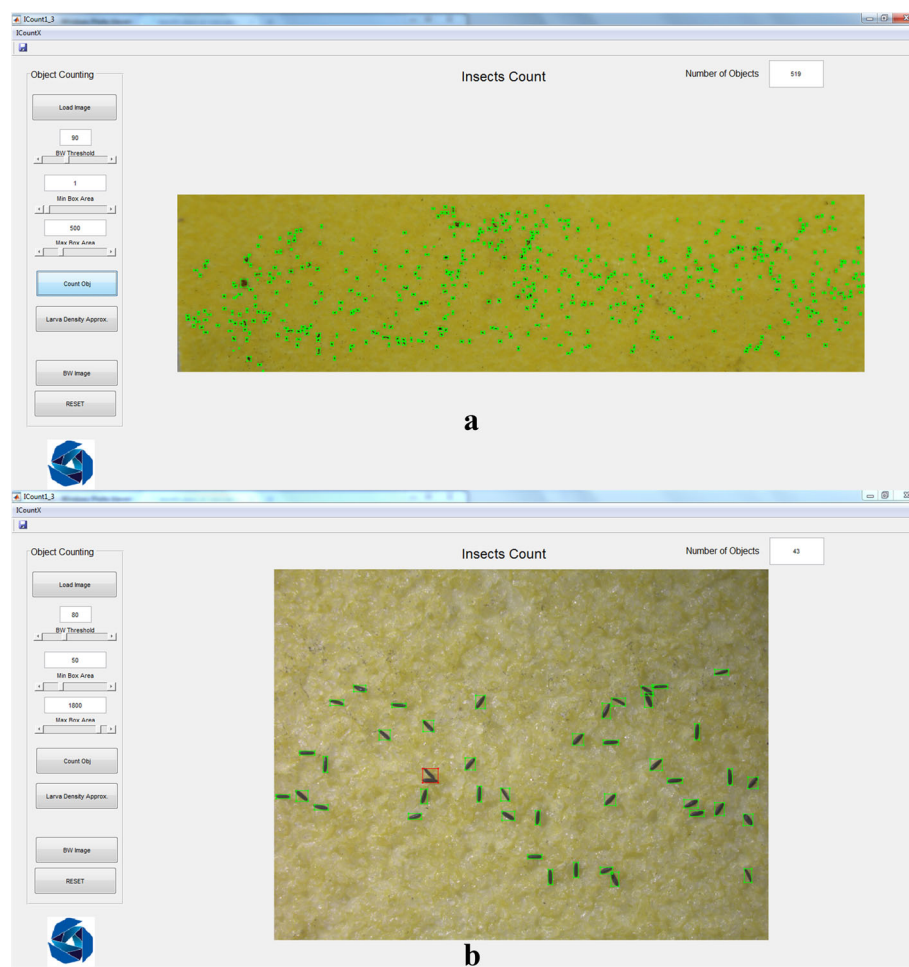 ICount1_3
ICountX
Object Counting
Insects Count
Number of Objects
519
Load Image
90
BW Threshold
1
Min Box Area
500
Max Box Area
Count Obj
Larva Density Approx.
BW Image
RESET
a
ICount1_3
ICountX
Object Counting
Insects Count
Number of Objects
43
Load Image
80
BW Threshold
50
Min Box Area
1800
Max Box Area
Count Obj
Larva Density Approx.
BW Image
RESET
b